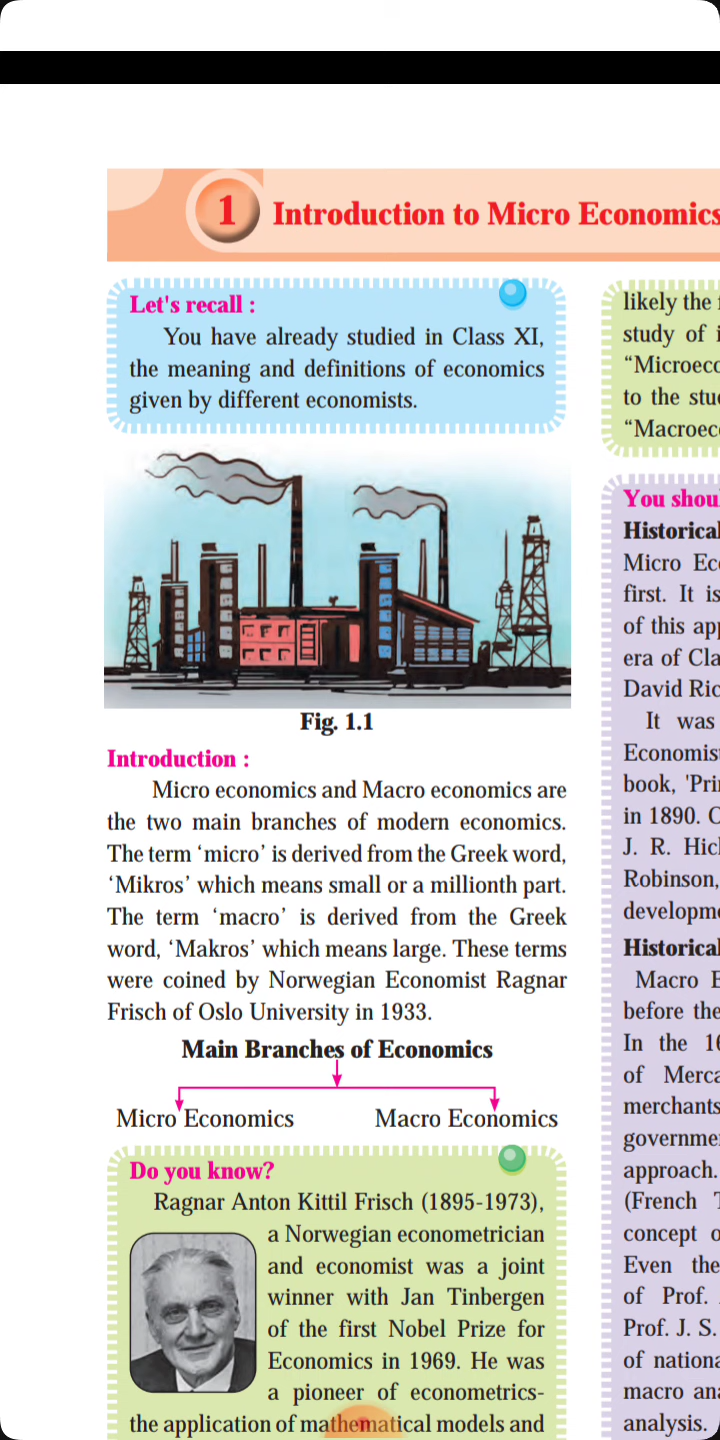 1
Introduction to Micro Economics
Let's recall :
You have already studied in Class XI,
the meaning and definitions of economics
given by different economists.
Fig. 1.1
Introduction :
Micro economics and Macro economics are
the two main branches of modern economics.
The term ‘micro’ is derived from the Greek word,
‘Mikros’ which means small or a millionth part.
The term ‘macro’ is derived from the Greek
word, ‘Makros’ which means large. These terms
were coined by Norwegian Economist Ragnar
Frisch of Oslo University in 1933.
Main Branches of Economics
Micro Economics
Macro Economics
Do you know?
Ragnar Anton Kittil Frisch (1895-1973),
a Norwegian econometrician
and economist was a joint
winner with Jan Tinbergen
of the first Nobel Prize for
Economics in 1969. He was
a pioneer of econometrics-
the application of mathematical models and
likely the
study of
“Microeco
to the stu
“Macroec
You shou
Historical
Micro Ec
first. It is
of this app
era of Cla
David Ric
It was
Economis
book, 'Pri
in 1890.
J. R. Hic
Robinson,
developm
Historical
Macro E
before the
In the 16
of Merca
merchants
governme
approach.
(French T
concept o
Even the
of Prof.
Prof. J. S.
of nationa
macro ana
analysis.